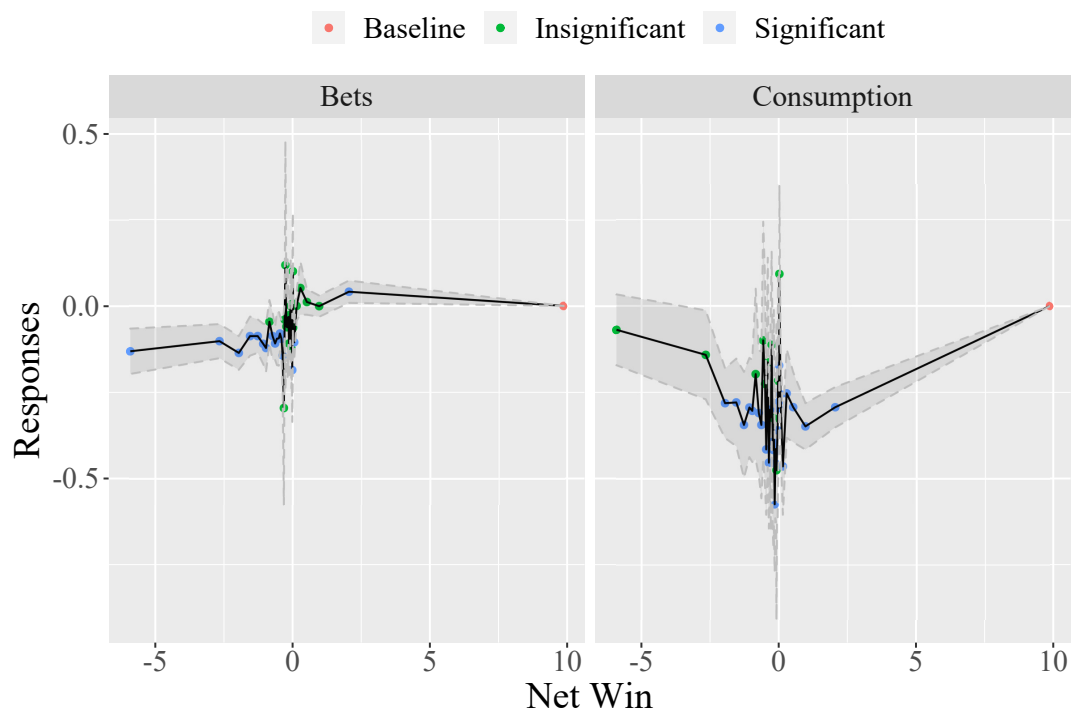 Baseline Insignificant Significant
Bets Consumption
0.5
0.0
-0.5
Responses
-5 0 5 10 -5 0 5 10
Net Win